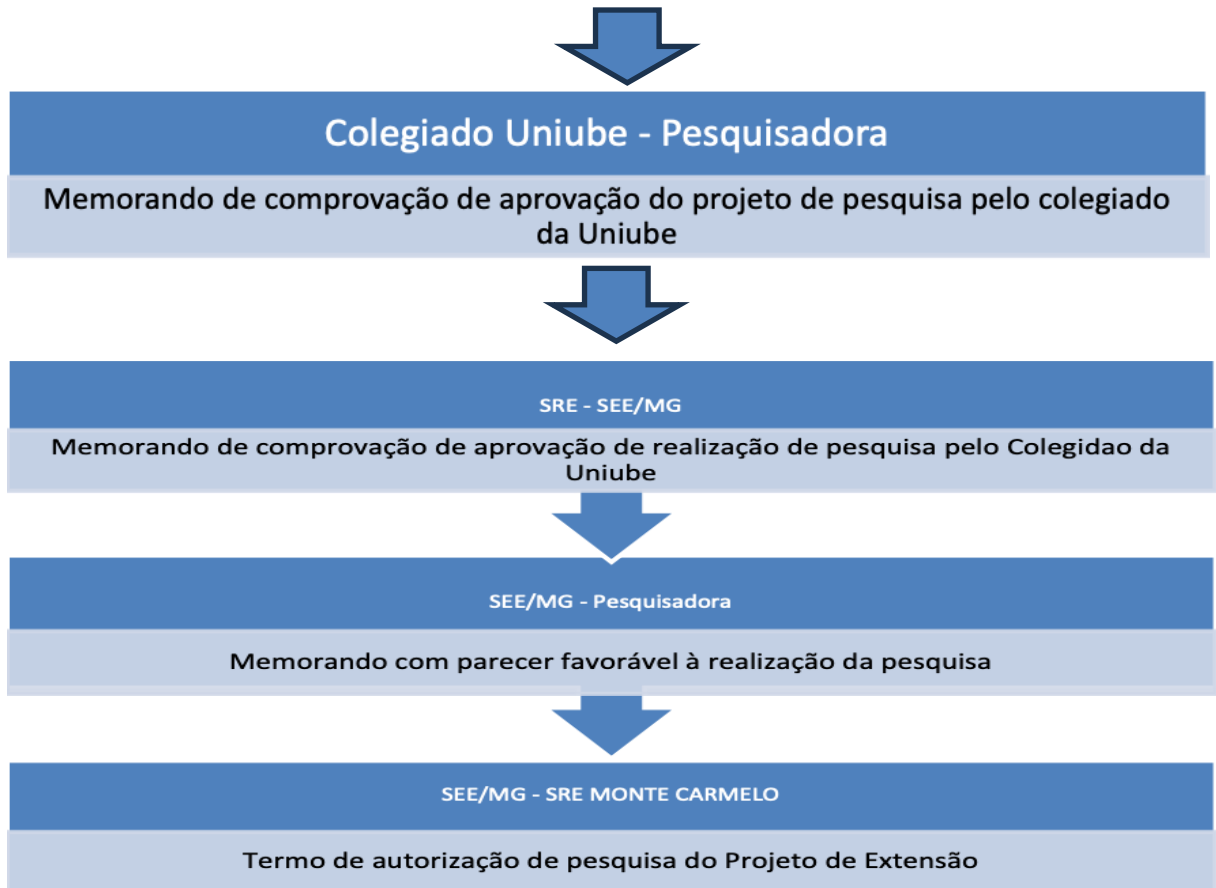 Colegiado Uniube - Pesquisadora
Memorando de comprovação de aprovação do projeto de pesquisa pelo colegiado
da Uniube
SRE - SEE/MG
Memorando de comprovação de aprovação de realização de pesquisa pelo Colegidao da
Uniube
SEE/MG - Pesquisadora
Memorando com parecer favorável à realização da pesquisa
SEE/MG - SRE MONTE CARMELO
Termo de autorização de pesquisa do Projeto de Extensão